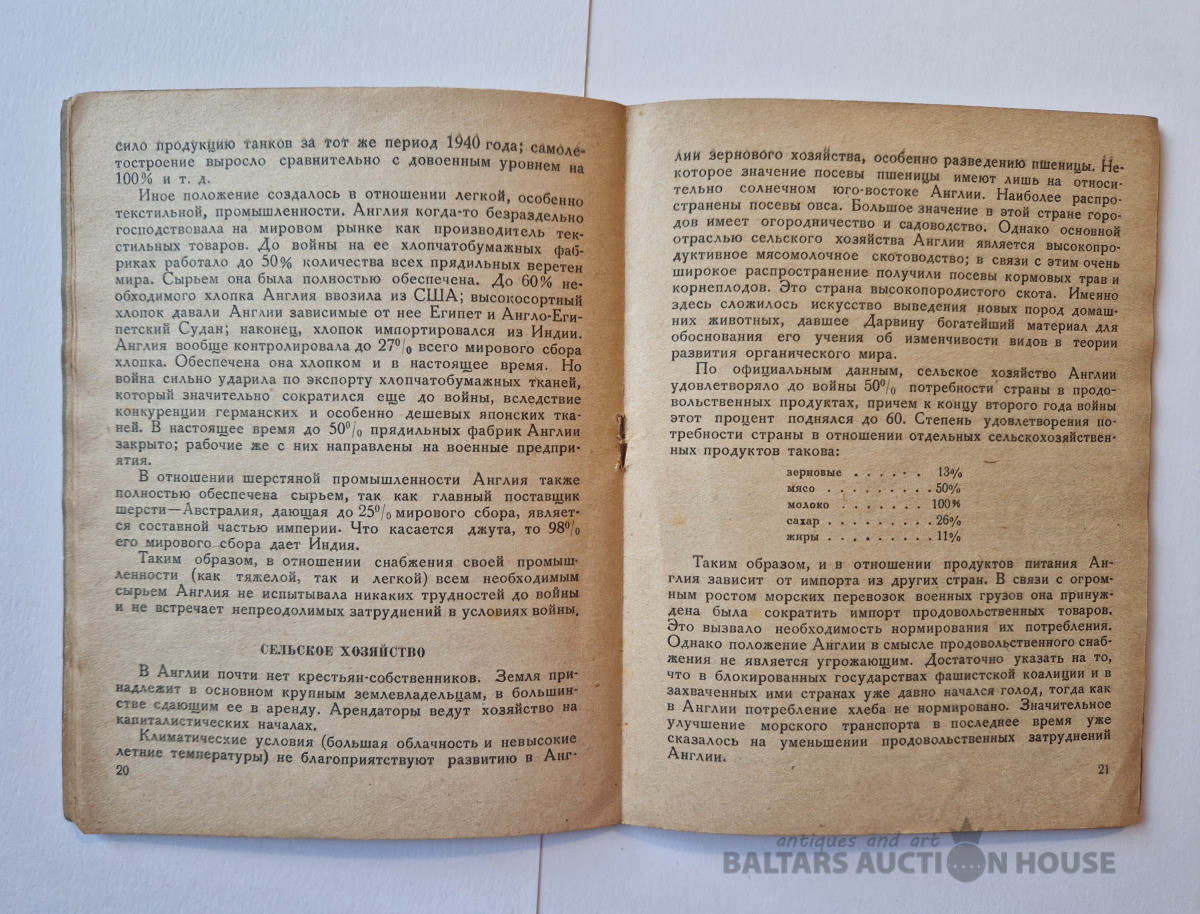 сило продукцию танков за тот же период 1940 года; самоле-
тостроение выросло сравнительно с довоенным уровнем на
100% и т. д.
Иное положение создалось в отношении легкой, особенно
текстильной, промышленности. Англия когда-то безраздельно
господствовала на мировом рынке как производитель тек-
стильных товаров. До войны на ее хлопчатобумажных фаб-
риках работало до 50% количества всех прядильных веретен
мира. Сырьем она была полностью обеспечена. До 60% не-
обходимого хлопка Англия ввозила из США; высокосортный
хлопок давали Англии зависимые от нее Египет и Англо-Еги-
петский Судан; наконец, хлопок импортировался из Индии.
Англия вообще контролировала до 27% всего мирового сбора
хлопка. Обеспечена она хлопком и в настоящее время. Но
война сильно ударила по экспорту хлопчатобумажных тканей,
который значительно сократился еще до войны, вследствие
конкуренции германских и особенно дешевых японских тка-
ней. В настоящее время до 50% прядильных фабрик Англии
закрыто; рабочие же с них направлены на военные предпри-
ятия.
В отношении шерстяной промышленности Англия также
полностью обеспечена сырьем, так как главный поставщик
шерсти—Австралия, дающая до 25% мирового сбора, являет-
ся составной частью империи. Что касается джута, то 98%
его мирового сбора дает Индия.
Таким образом, в отношении снабжения своей промыш-
ленности (как тяжелой, так и легкой) всем необходимым
сырьем Англия не испытывала никаких трудностей до войны
и не встречает непреодолимых затруднений в условиях войны.
СЕЛЬСКОЕ ХОЗЯЙСТВО
В Англии почти нет крестьян-собственников. Земля при-
надлежит в основном крупным землевладельцам, в большин-
стве сдающим ее в аренду. Арендаторы ведут хозяйство на
капиталистических началах.
Климатические условия (большая облачность и невысокие
летние температуры) не благоприятствуют развитию в Анг-
20
лии зернового хозяйства, особенно разведению пшеницы. Не-
которое значение посевы пшеницы имеют лишь на относи-
тельно солнечном юго-востоке Англии. Наиболее распро-
странены посевы овса. Большое значение в этой стране горо-
дов имеет огородничество и садоводство. Однако основной
отраслью сельского хозяйства Англии является высокопро-
дуктивное мясомолочное скотоводство; в связи с этим очень
широкое распространение получили посевы кормовых трав и
корнеплодов. Это страна высокопородистого скота. Именно
здесь сложилось искусство выведения новых пород домаш-
них животных, давшее Дарвину богатейший материал для
обоснования его учения об изменчивости видов в теории
развития органического мира.
По официальным данным, сельское хозяйство Англии
удовлетворяло до войны 50% потребности страны в продо-
вольственных продуктах, причем к концу второго года войны
этот процент поднялся до 60. Степень удовлетворения по-
требности страны в отношении отдельных сельскохозяйствен-
ных продуктов такова:
зерновые . . . . . . 13%
мясо . . . . . . . . . 50%
молоко . . . . . . . 100%
сахар . . . . . . . . 26%
жиры . . . . . . . . . 11%
Таким образом, и в отношении продуктов питания Ан-
глия зависит от импорта из других стран. В связи с огром-
ным ростом морских перевозок военных грузов она принуж-
дена была сократить импорт продовольственных товаров.
Это вызвало необходимость нормирования их потребления.
Однако положение Англии в смысле продовольственного снаб-
жения не является угрожающим. Достаточно указать на то,
что в блокированных государствах фашистской коалиции и в
захваченных ими странах уже давно начался голод, тогда как
в Англии потребление хлеба не нормировано. Значительное
улучшение морского транспорта в последнее время уже
сказалось на уменьшении продовольственных затруднений
Англии.
21
antiques and art
BALTARS AUCTION HOUSE